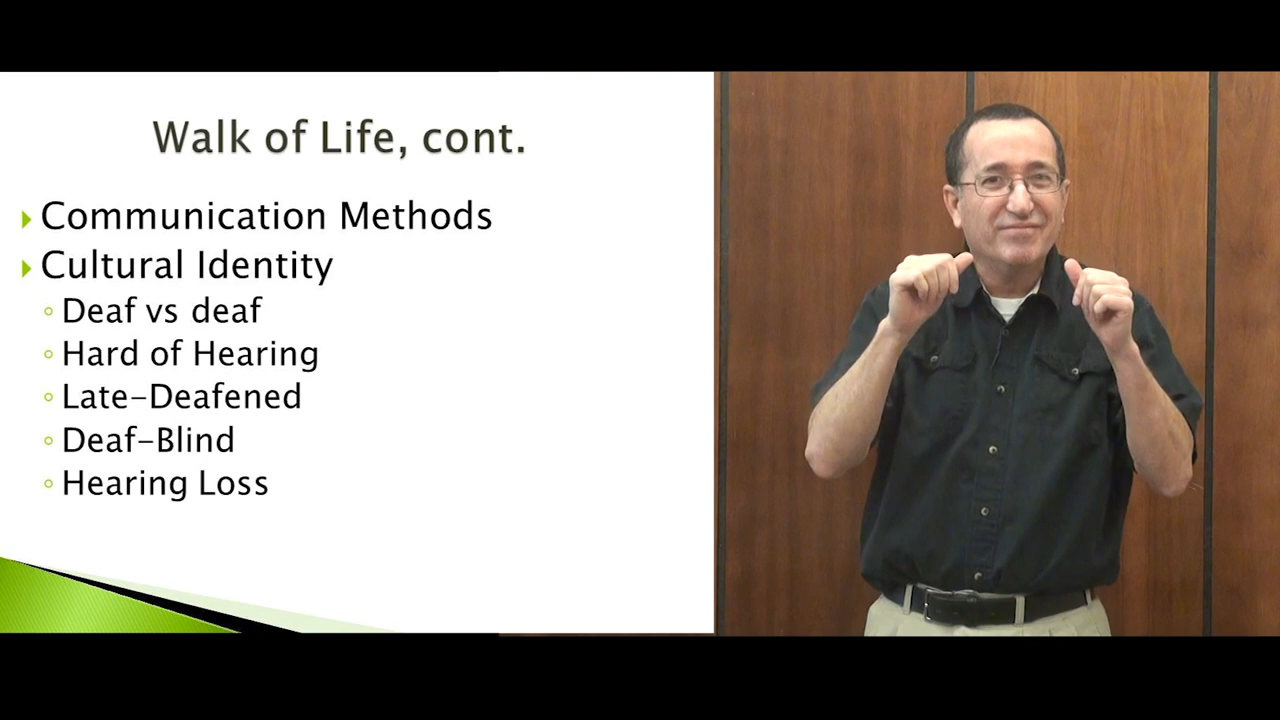 Walk of Life, cont.
Communication Methods
Cultural Identity
Deaf vs deaf
Hard of Hearing
Late-Deafened
Deaf-Blind
Hearing Loss